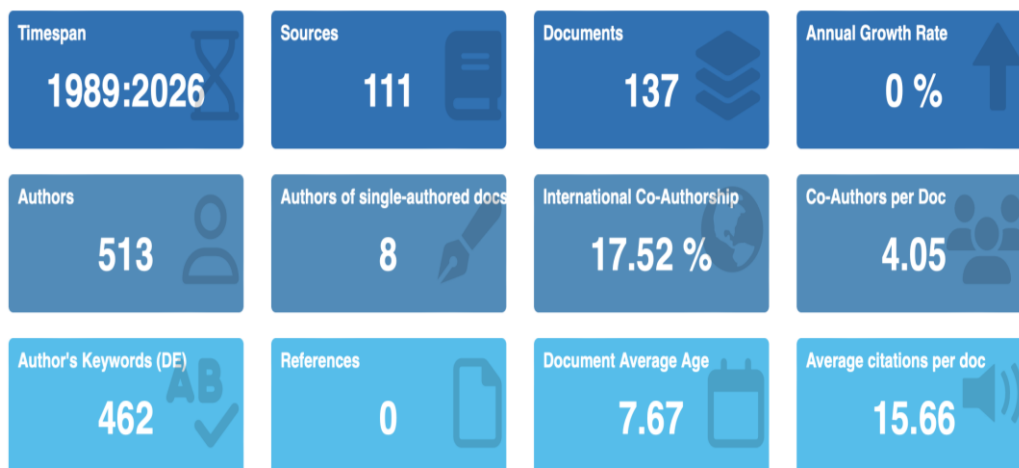 Timespan
1989:2026
Sources
111
Documents
137
Annual Growth Rate
0 %
Authors
513
Authors of single-authored docs
8
International Co-Authorship
17.52 %
Co-Authors per Doc
4.05
Author's Keywords (DE)
AB
462
References
0
Document Average Age
7.67
Average citations per doc
15.66